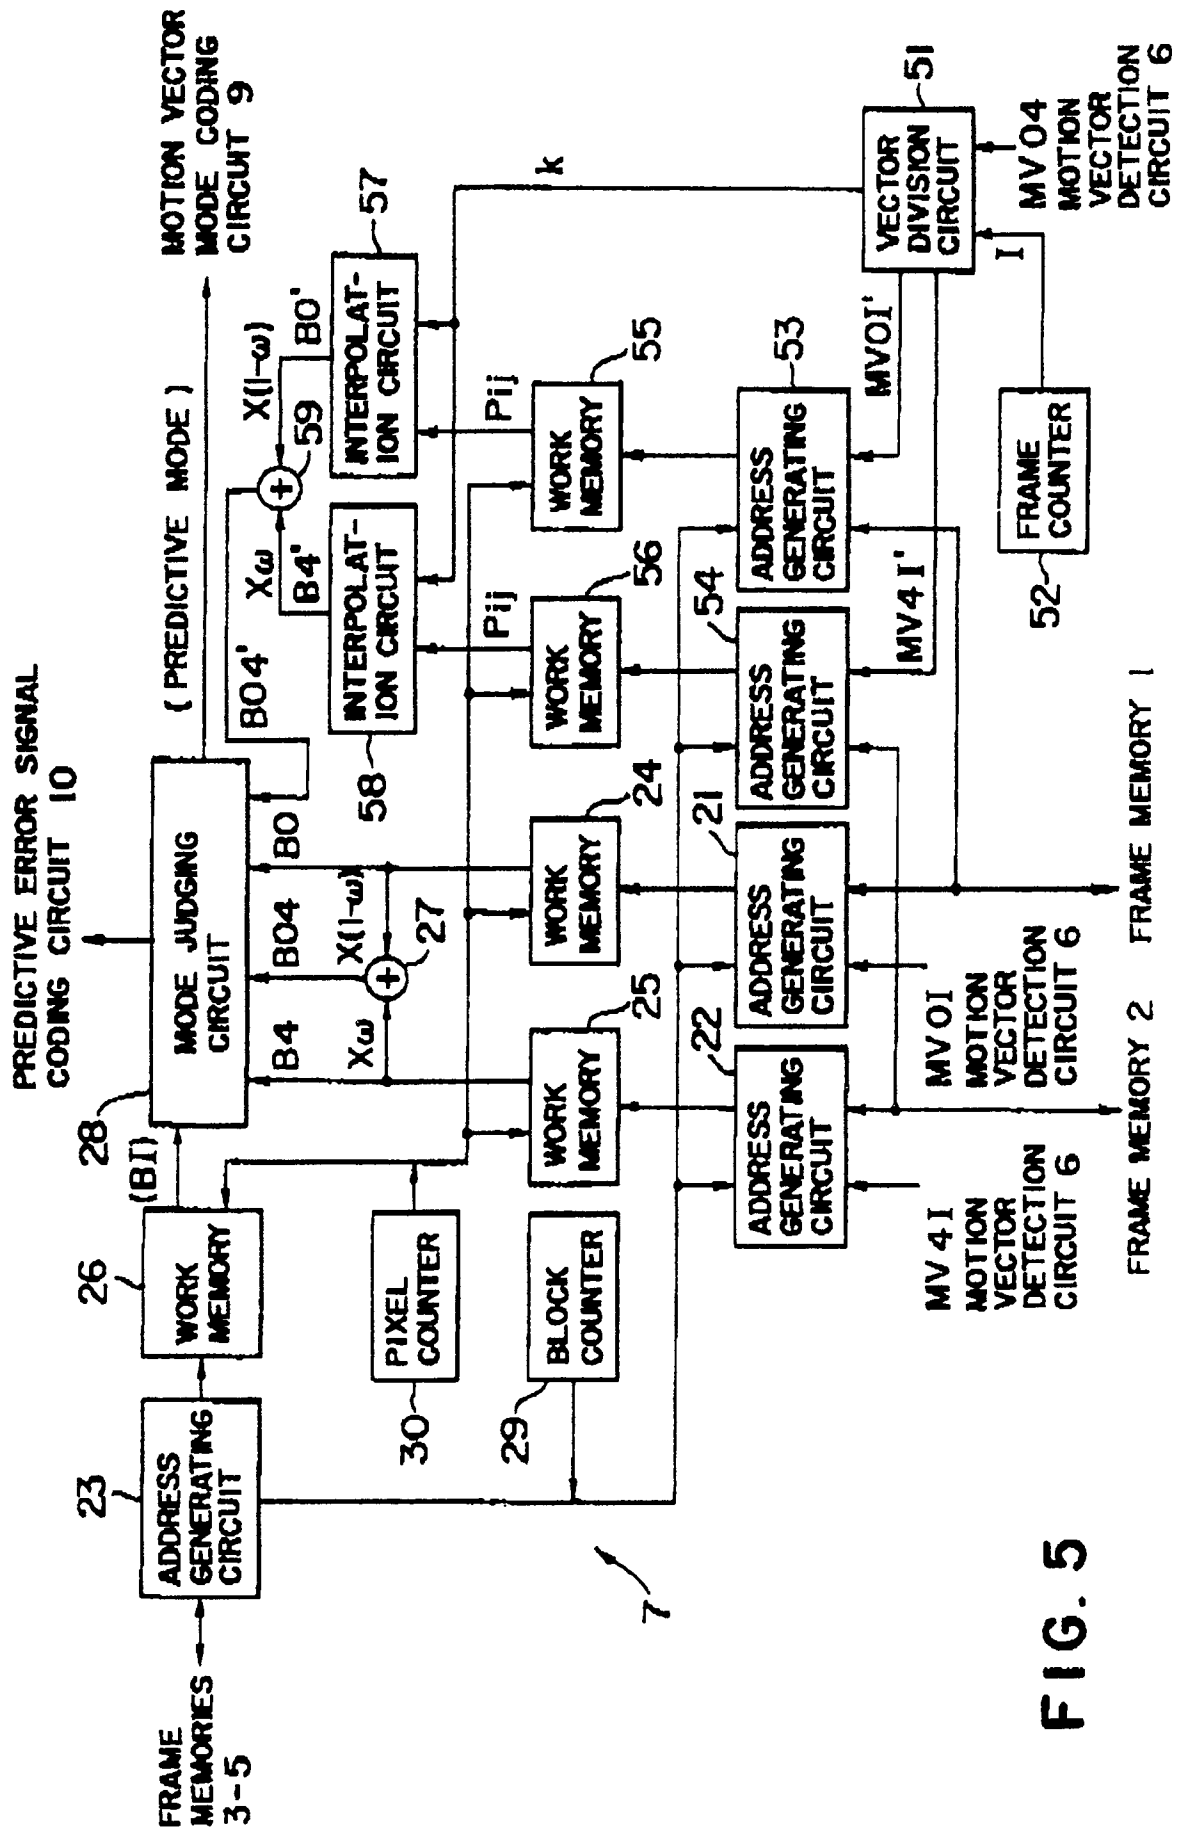 PREDICTIVE ERROR SIGNAL
CODING CIRCUIT 10
FRAME
MEMORIES
3-5
23
ADDRESS
GENERATING
CIRCUIT
26
WORK
MEMORY
(BI)
28
MODE JUDGING
CIRCUIT
(PREDICTIVE MODE)
MOTION VECTOR
MODE CODING
CIRCUIT 9
B4
B04
B0
B04'
Xω
X(1-ω)
27
Xω
X(1-ω)
B4'
B0'
59
30
PIXEL
COUNTER
58
INTERPOLAT-
ION CIRCUIT
INTERPOLAT-
ION CIRCUIT
57
k
Pij
Pij
29
BLOCK
COUNTER
25
WORK
MEMORY
24
WORK
MEMORY
56
WORK
MEMORY
55
WORK
MEMORY
22
ADDRESS
GENERATING
CIRCUIT
21
ADDRESS
GENERATING
CIRCUIT
54
ADDRESS
GENERATING
CIRCUIT
53
ADDRESS
GENERATING
CIRCUIT
MV0I'
MV4I'
51
VECTOR
DIVISION
CIRCUIT
I
52
FRAME
COUNTER
MV4I
MOTION
VECTOR
DETECTION
CIRCUIT 6
MV0I
MOTION
VECTOR
DETECTION
CIRCUIT 6
MV04
MOTION
VECTOR
DETECTION
CIRCUIT 6
FRAME MEMORY 2
FRAME MEMORY 1
7
FIG. 5